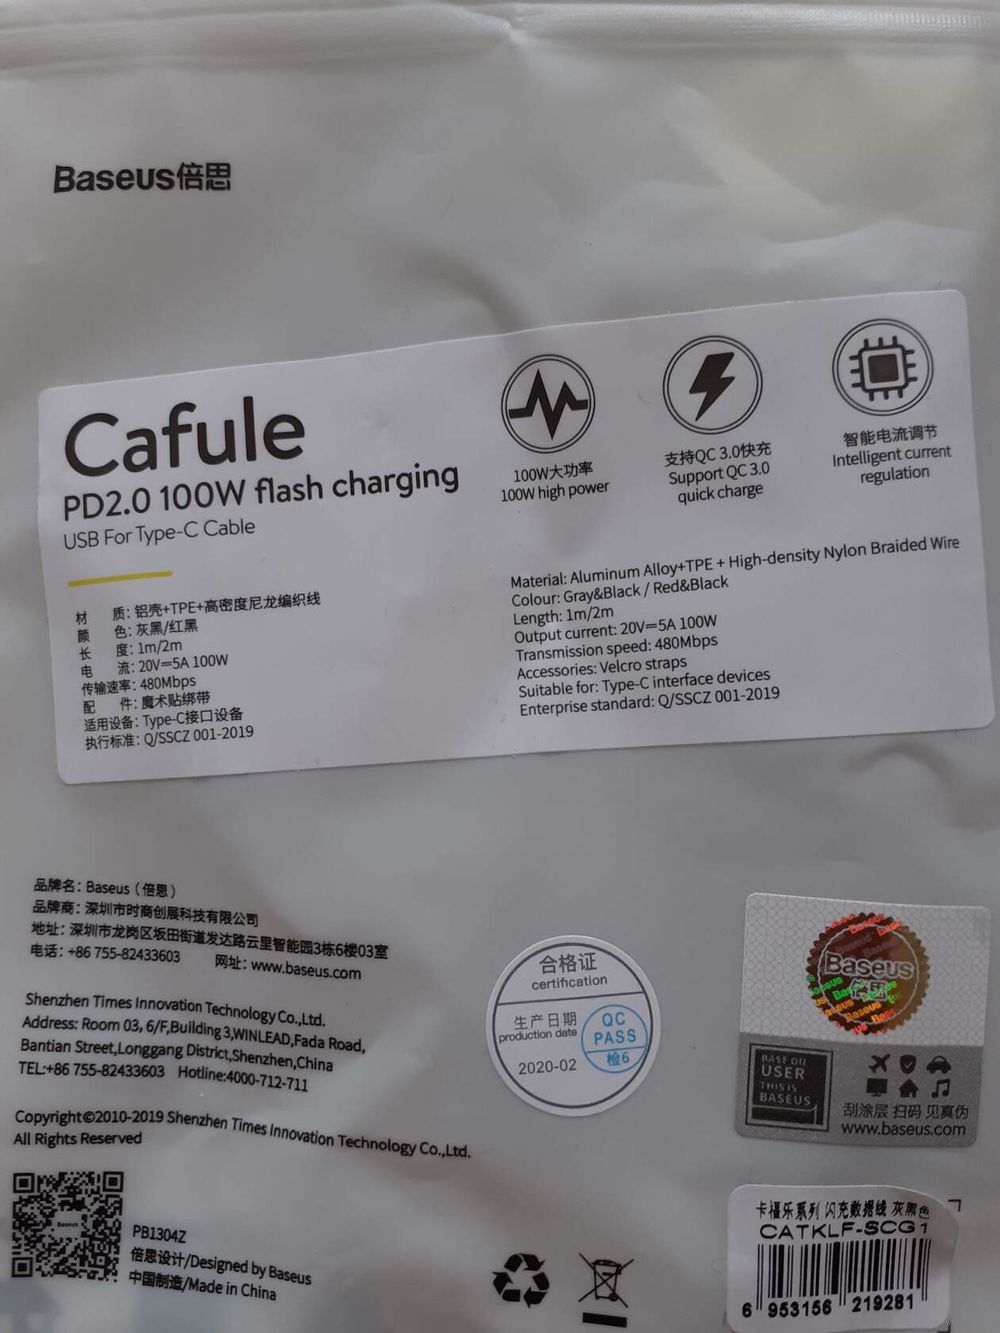 Baseus倍思
Cafule
PD2.0 100W flash charging
USB For Type-C Cable
100W大功率
100W high power
支持QC 3.0快充
Support QC 3.0
quick charge
智能电流调节
Intelligent current
regulation
材 质: 铝壳+TPE+高密度尼龙编织线
颜 色: 灰黑/红黑
长 度: 1m/2m
电 流: 20V⎓5A 100W
传输速率: 480Mbps
配 件: 魔术贴绑带
适用设备: Type-C接口设备
执行标准: Q/SSCZ 001-2019
Material: Aluminum Alloy+TPE + High-density Nylon Braided Wire
Colour: Gray&Black / Red&Black
Length: 1m/2m
Output current: 20V⎓5A 100W
Transmission speed: 480Mbps
Accessories: Velcro straps
Suitable for: Type-C interface devices
Enterprise standard: Q/SSCZ 001-2019
品牌名: Baseus (倍思)
品牌商: 深圳市时商创展科技有限公司
地址: 深圳市龙岗区坂田街道发达路云里智能园3栋6楼03室
电话: +86 755-82433603 网址: www.baseus.com
Shenzhen Times Innovation Technology Co.,Ltd.
Address: Room 03, 6/F,Building 3,WINLEAD,Fada Road,
Bantian Street,Longgang District,Shenzhen,China
TEL:+86 755-82433603 Hotline:4000-712-711
Copyright©2010-2019 Shenzhen Times Innovation Technology Co.,Ltd.
All Rights Reserved
合格证
certification
生产日期
production date
2020-02
QC
PASS
检6
Baseus
倍思
BASE ON
USER
THIS IS
BASEUS
刮涂层 扫码 见真伪
www.baseus.com
Baseus
PB1304Z
倍思设计/Designed by Baseus
中国制造/Made in China
卡福乐系列 闪充数据线 灰黑色
CATKLF-SCG1
6 953156 219281